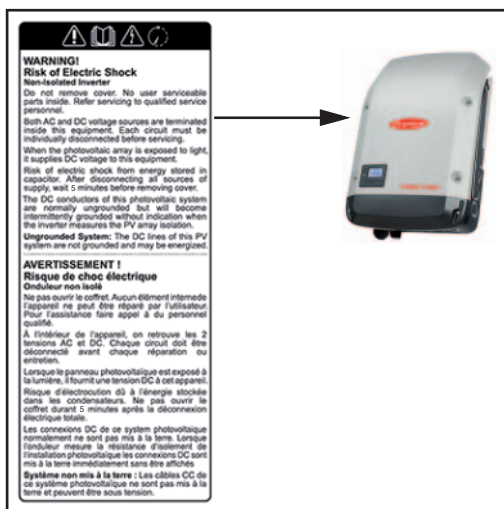 WARNING!
Risk of Electric Shock
Non-Isolated Inverter
Do not remove cover. No user serviceable
parts inside. Refer servicing to qualified service
personnel.
Both AC and DC voltage sources are terminated
inside this equipment. Each circuit must be
individually disconnected before servicing.
When the photovoltaic array is exposed to light,
it supplies DC voltage to this equipment.
Risk of electric shock from energy stored in
capacitor. After disconnecting all sources of
supply, wait 5 minutes before removing cover.
The DC conductors of this photovoltaic system
are normally ungrounded but will become
intermittently grounded without indication when
the inverter measures the PV array isolation.
Ungrounded System: The DC lines of this PV
system are not grounded and may be energized.
AVERTISSEMENT !
Risque de choc électrique
Onduleur non isolé
Ne pas ouvrir le coffret. Aucun élément internede
l'appareil ne peut être réparé par l'utilisateur.
Pour l'assistance faire appel à du personnel
qualifié.
À l'intérieur de l'appareil, on retrouve les 2
tensions AC et DC. Chaque circuit doit être
déconnecté avant chaque réparation ou
entretien.
Lorsque le panneau photovoltaïque est exposé à
la lumière, il fournit une tension DC à cet appareil.
Risque d'électrocution dû à l'énergie stockée
dans les condensateurs. Ne pas ouvrir le
coffret durant 5 minutes après la déconnexion
électrique totale.
Les connexions DC de ce system photovoltaïque
normalement ne sont pas mis à la terre. Lorsque
l'onduleur mesure la résistance d'isolement de
l'installation photovoltaïque les connexions DC sont
mis à la terre immédiatement sans être affichés
Système non mis à la terre : Les câbles CC de
ce système photovoltaïque ne sont pas mis à la
terre et peuvent être sous tension.